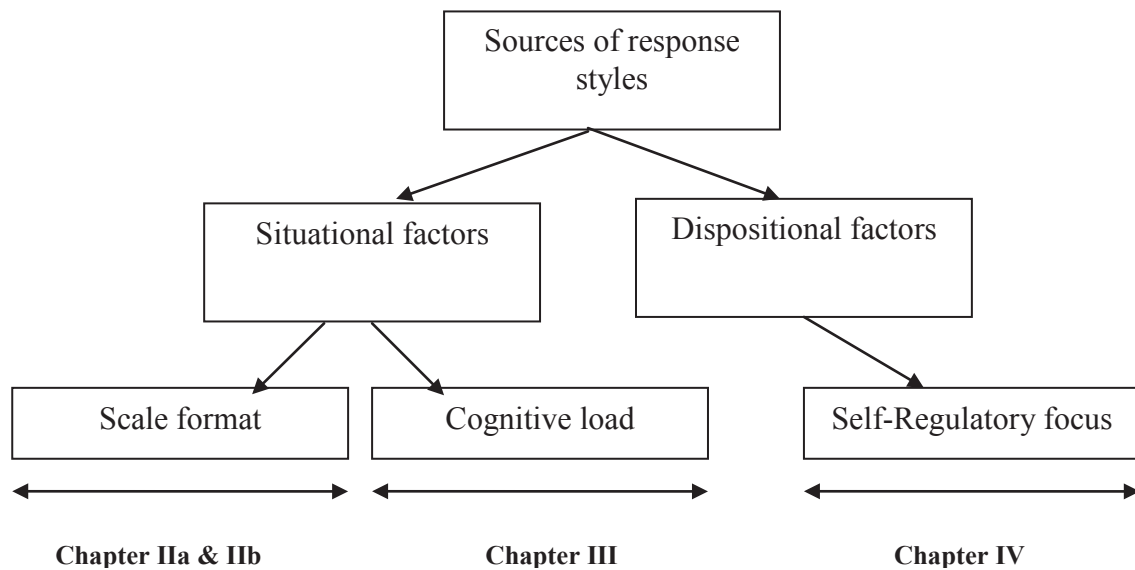 Sources of response
styles
Situational factors
Dispositional factors
Scale format
Cognitive load
Self-Regulatory focus
Chapter IIa & IIb
Chapter III
Chapter IV